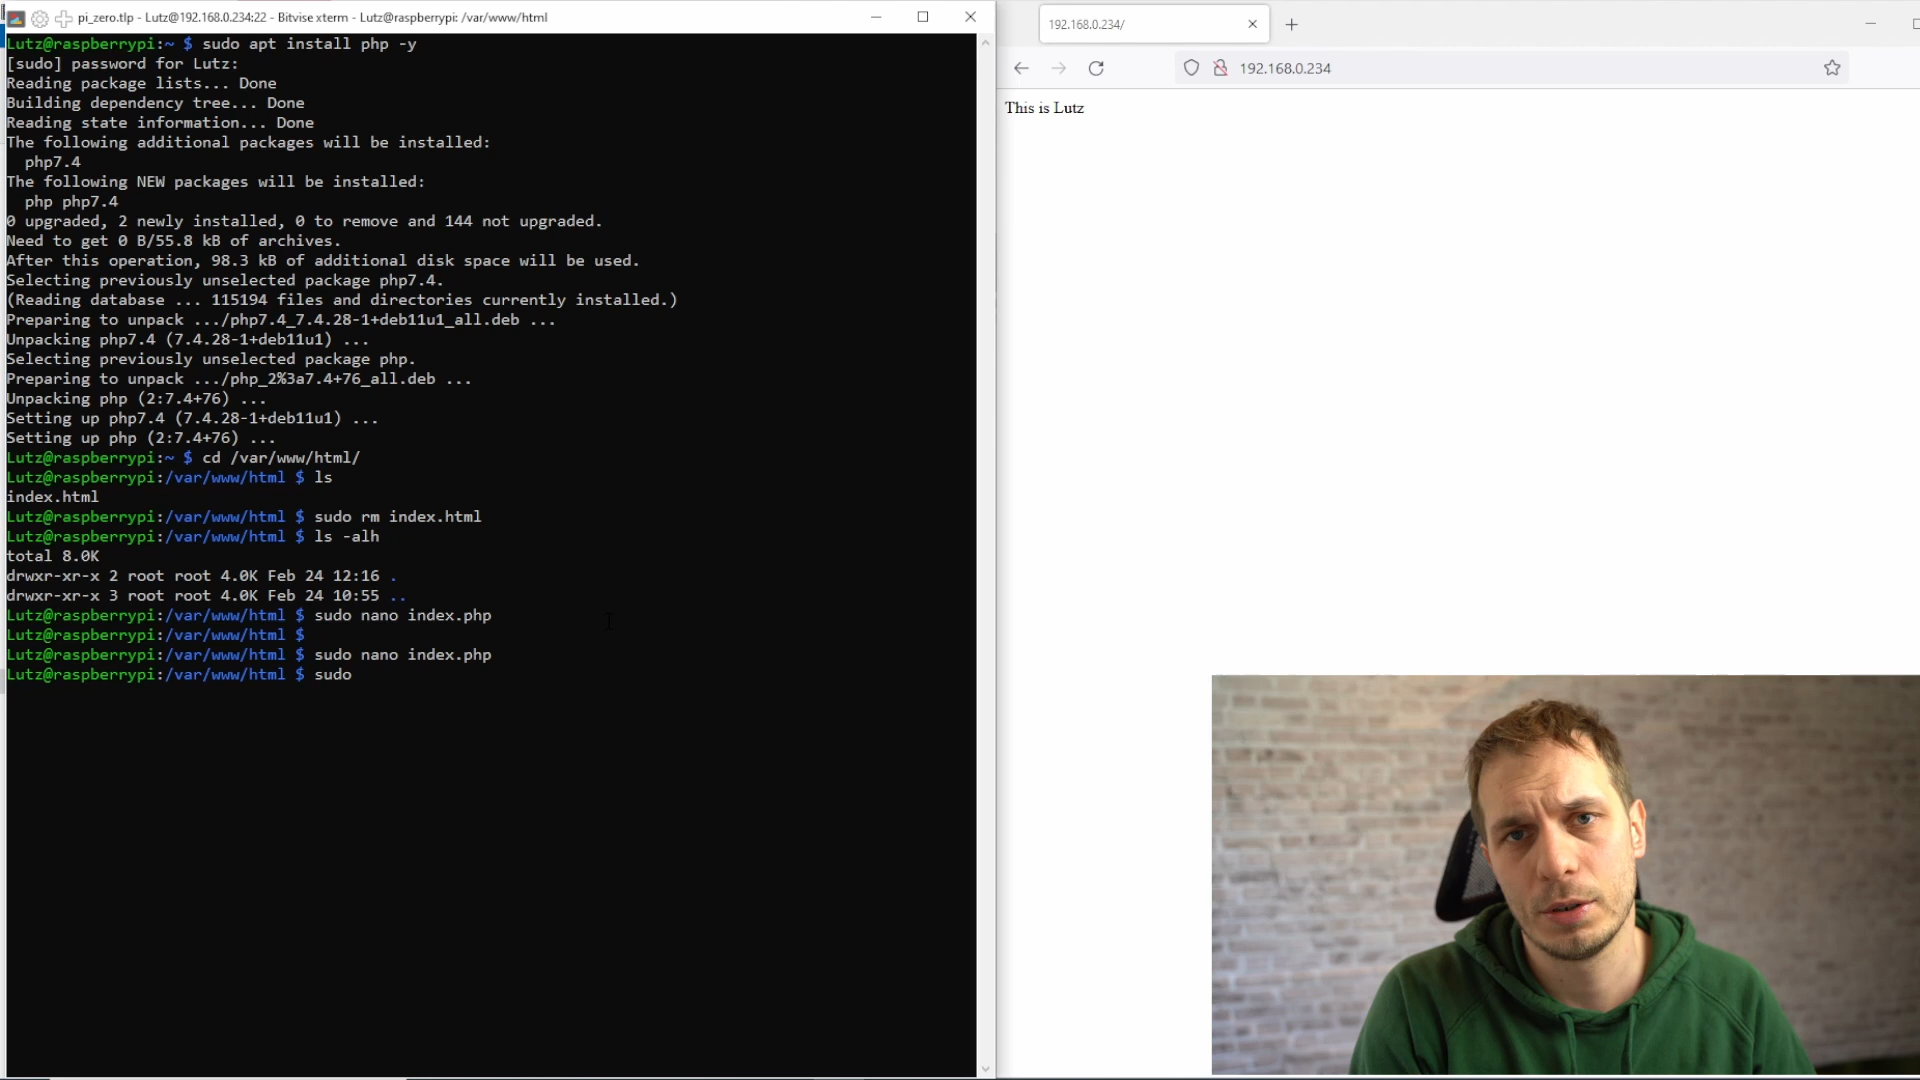 pi_zero.tlp - Lutz@192.168.0.234:22 - Bitvise xterm - Lutz@raspberrypi: /var/www/html
Lutz@raspberrypi:~ $ sudo apt install php -y
[sudo] password for Lutz:
Reading package lists... Done
Building dependency tree... Done
Reading state information... Done
The following additional packages will be installed:
  php7.4
The following NEW packages will be installed:
  php php7.4
0 upgraded, 2 newly installed, 0 to remove and 144 not upgraded.
Need to get 0 B/55.8 kB of archives.
After this operation, 98.3 kB of additional disk space will be used.
Selecting previously unselected package php7.4.
(Reading database ... 115194 files and directories currently installed.)
Preparing to unpack .../php7.4_7.4.28-1+deb11u1_all.deb ...
Unpacking php7.4 (7.4.28-1+deb11u1) ...
Selecting previously unselected package php.
Preparing to unpack .../php_2%3a7.4+76_all.deb ...
Unpacking php (2:7.4+76) ...
Setting up php7.4 (7.4.28-1+deb11u1) ...
Setting up php (2:7.4+76) ...
Lutz@raspberrypi:~ $ cd /var/www/html/
Lutz@raspberrypi:/var/www/html $ ls
index.html
Lutz@raspberrypi:/var/www/html $ sudo rm index.html
Lutz@raspberrypi:/var/www/html $ ls -alh
total 8.0K
drwxr-xr-x 2 root root 4.0K Feb 24 12:16 .
drwxr-xr-x 3 root root 4.0K Feb 24 10:55 ..
Lutz@raspberrypi:/var/www/html $ sudo nano index.php
Lutz@raspberrypi:/var/www/html $
Lutz@raspberrypi:/var/www/html $ sudo nano index.php
Lutz@raspberrypi:/var/www/html $ sudo
192.168.0.234/
192.168.0.234
This is Lutz